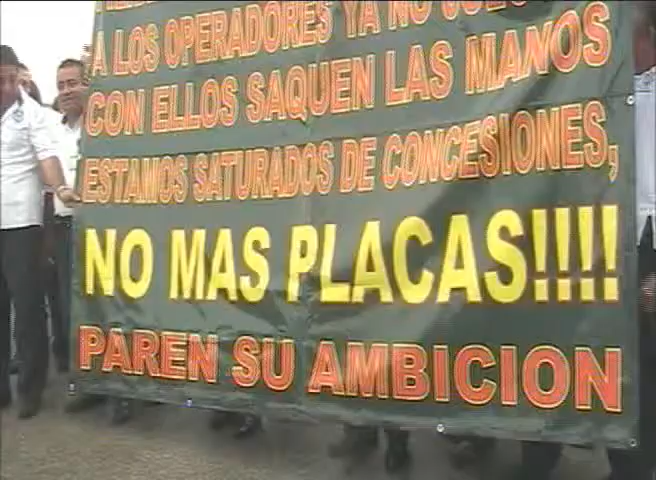 A LOS OPERADORES YA NO
CON ELLOS SAQUEN LAS MANOS
ESTAMOS SATURADOS DE CONCESIONES,
NO MAS PLACAS!!!!
PAREN SU AMBICION